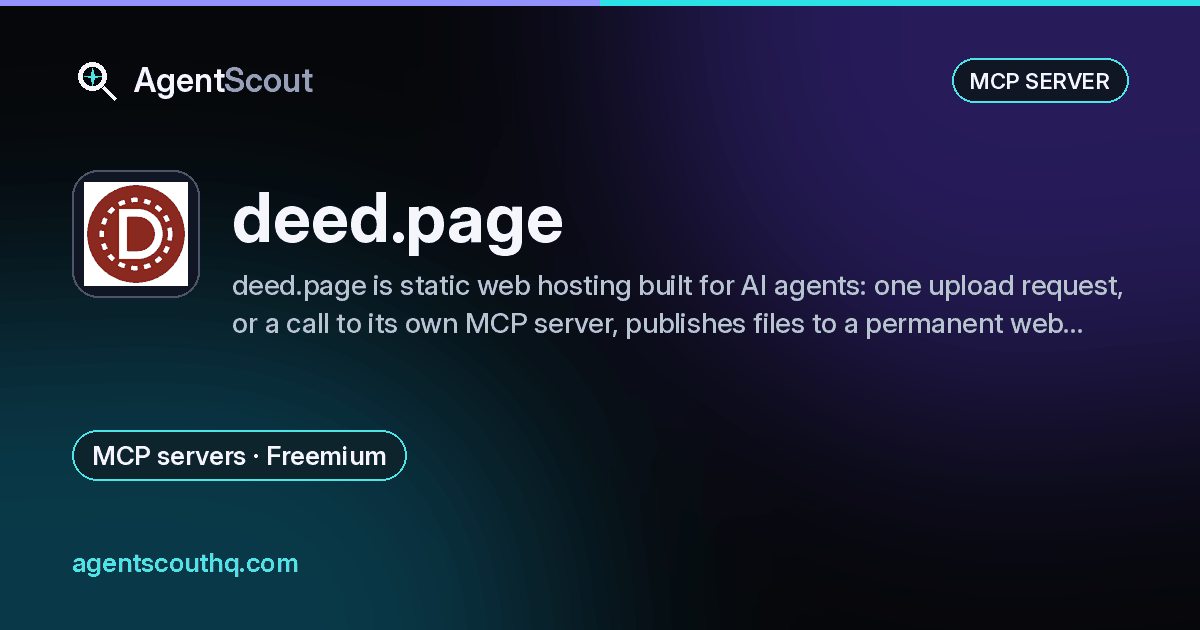 AgentScout
MCP SERVER
D
deed.page
deed.page is static web hosting built for AI agents: one upload request,
or a call to its own MCP server, publishes files to a permanent web...
MCP servers · Freemium
agentscouthq.com